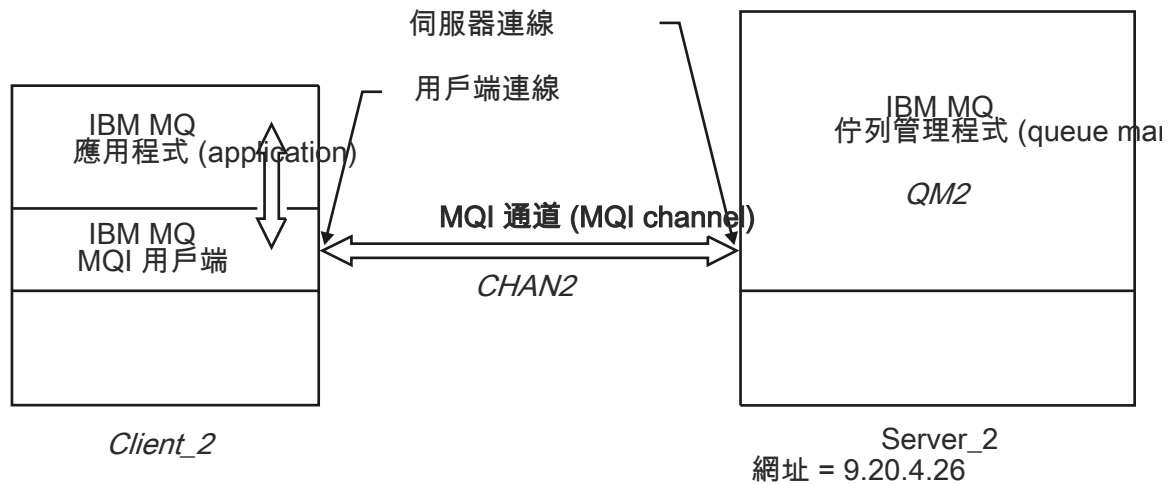 伺服器連線
用戶端連線
IBM MQ
應用程式 (application)
IBM MQ
MQI 用戶端
MQI 通道 (MQI channel)
CHAN2
IBM MQ
佇列管理程式 (queue mar
QM2
Client_2
Server_2
網址 = 9.20.4.26